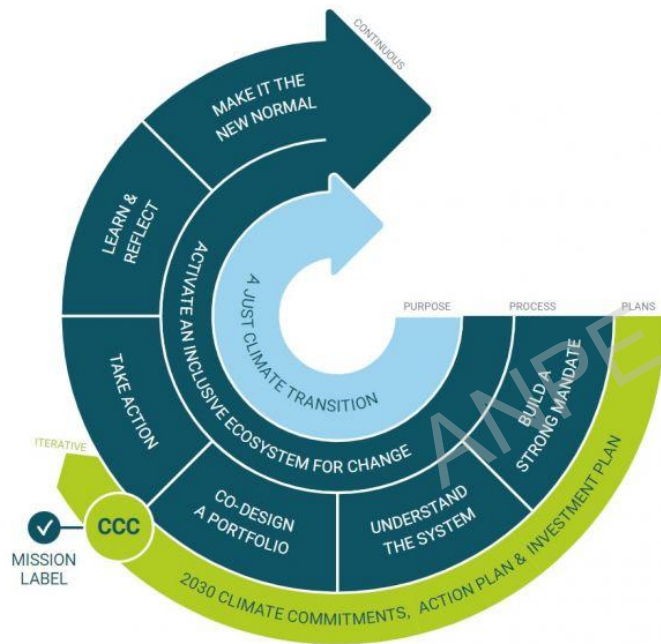 CONTINUOUS
MAKE IT THE
NEW NORMAL
LEARN &
REFLECT
ACTIVATE AN INCLUSIVE ECOSYSTEM FOR CHANGE
A JUST CLIMATE TRANSITION
PURPOSE
PROCESS
PLANS
TAKE ACTION
BUILD A
STRONG MANDATE
ITERATIVE
CO-DESIGN
A PORTFOLIO
UNDERSTAND
THE SYSTEM
CCC
MISSION
LABEL
2030 CLIMATE COMMITMENTS, ACTION PLAN & INVESTMENT PLAN
ANPE